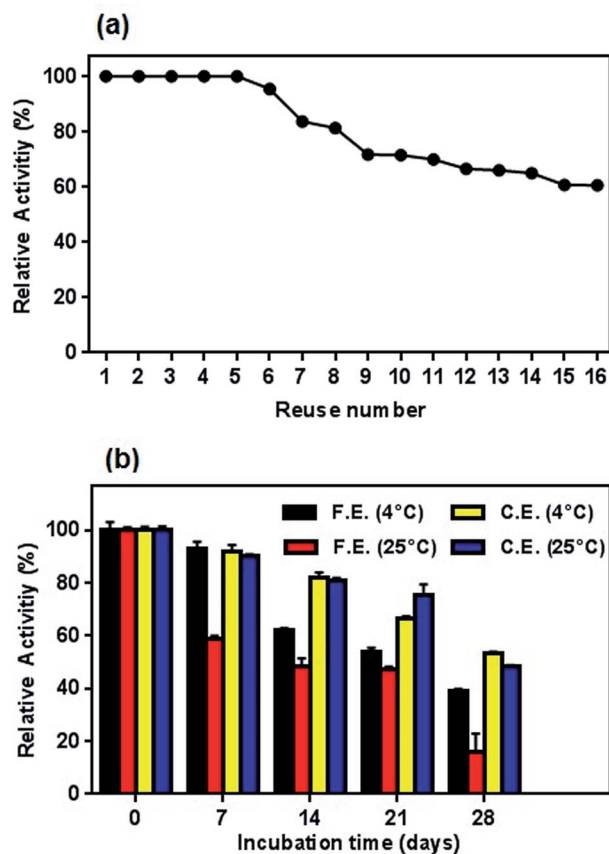 (a)
Relative Activitiy (%)
100
80
60
40
20
0
1 2 3 4 5 6 7 8 9 10 11 12 13 14 15 16
Reuse number
(b)
Relative Activitiy (%)
100
80
60
40
20
0
F.E. (4°C) C.E. (4°C)
F.E. (25°C) C.E. (25°C)
0 7 14 21 28
Incubation time (days)